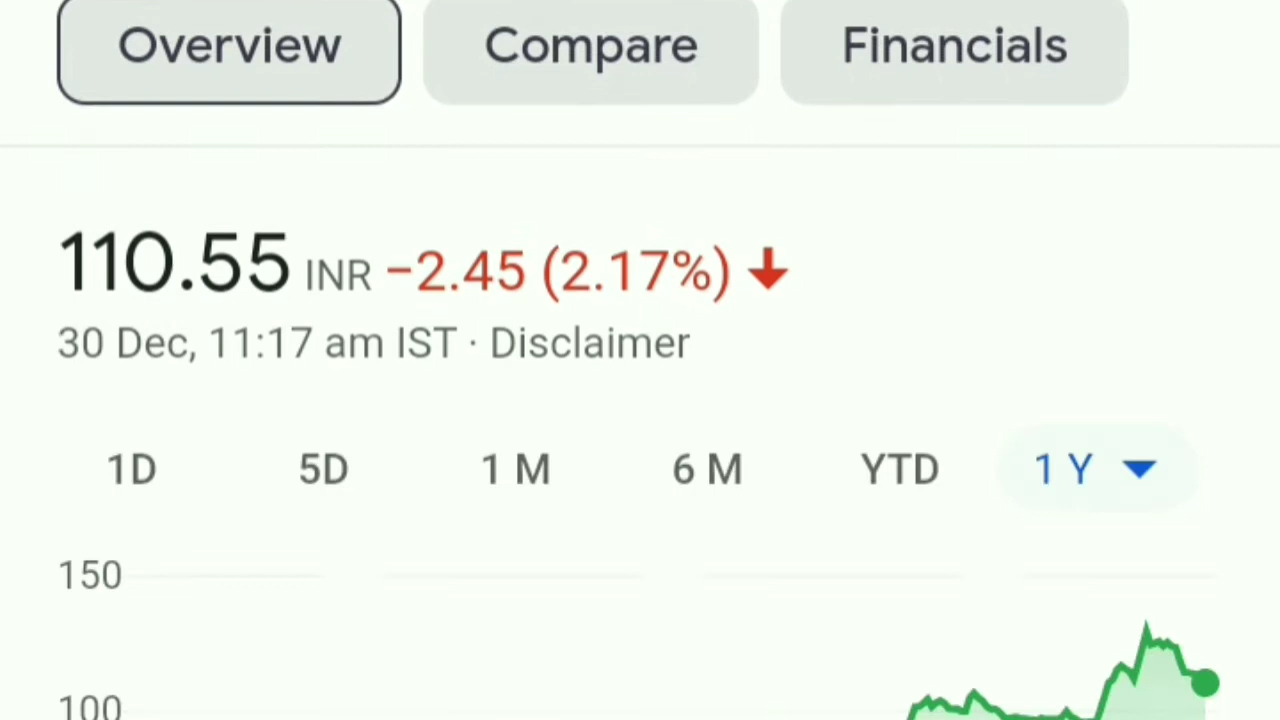 Overview Compare Financials
110.55 INR −2.45 (2.17%)
30 Dec, 11:17 am IST · Disclaimer
1D 5D 1 M 6 M YTD 1 Y
150
100